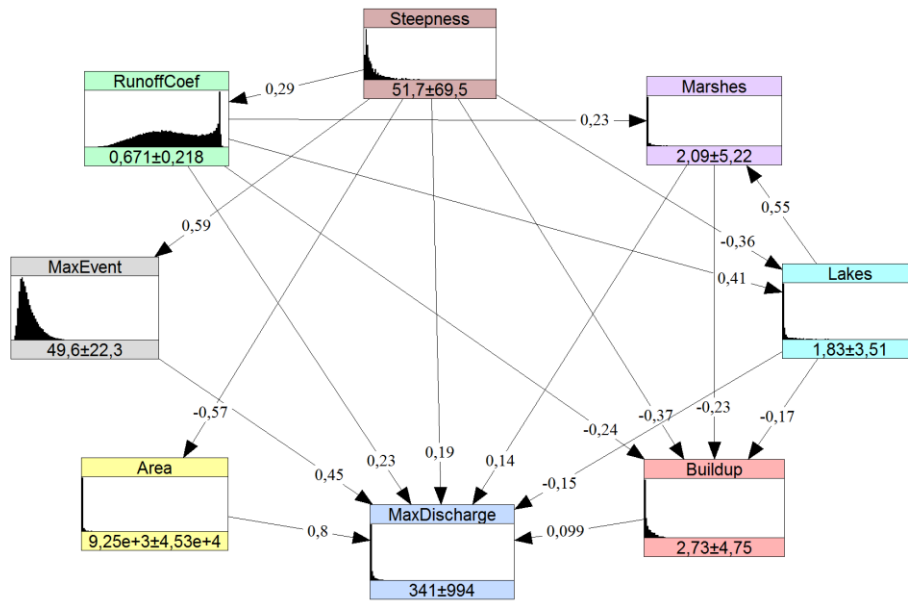 Steepness
51,7±69,5
RunoffCoef
0,671±0,218
0,29
Marshes
2,09±5,22
0,23
0,59
0,55
-0,36
MaxEvent
49,6±22,3
0,41
Lakes
1,83±3,51
-0,57
-0,24
-0,37
-0,23
-0,17
Area
9,25e+3±4,53e+4
0,45
0,23
0,19
0,14
-0,15
Buildup
2,73±4,75
0,8
MaxDischarge
341±994
0,099